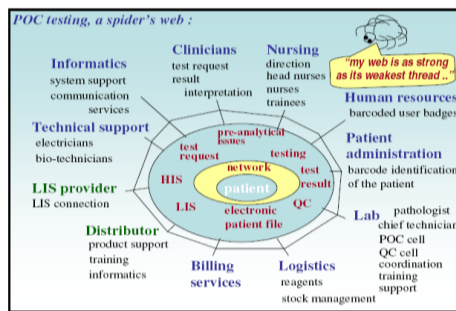 POC testing, a spider's web :
"my web is as strong
as its weakest thread .."
Informatics
system support
communication
services
Clinicians
test request
result
interpretation
Nursing
direction
head nurses
nurses
trainees
Human resources
barcoded user badges
Technical support
electricians
bio-technicians
Patient
administration
barcode identification
of the patient
LIS provider
LIS connection
Lab
pathologist
chief technician
POC cell
QC cell
coordination
training
support
Distributor
product support
training
informatics
Billing
services
Logistics
reagents
stock management
pre-analytical
issues
test
request
testing
network
HIS
patient
test
result
LIS
electronic
patient file
QC